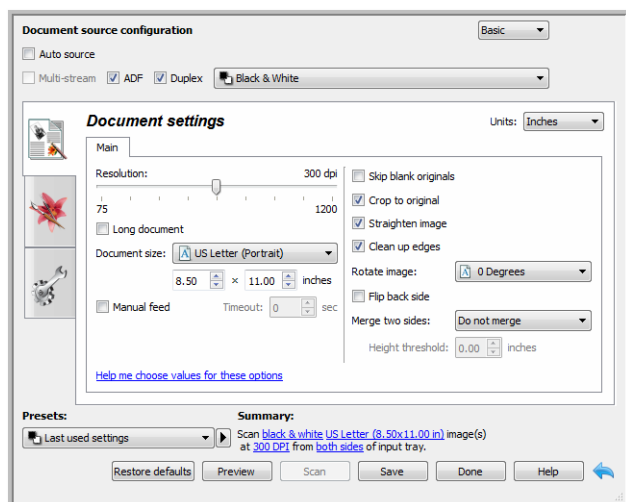 Document source configuration
Basic
Auto source
Multi-stream ADF Duplex Black & White
Document settings
Units: Inches
Main
Resolution: 300 dpi
75 1200
Long document
Document size: US Letter (Portrait)
8.50 × 11.00 inches
Manual feed Timeout: 0 sec
Help me choose values for these options
Skip blank originals
Crop to original
Straighten image
Clean up edges
Rotate image: 0 Degrees
Flip back side
Merge two sides: Do not merge
Height threshold: 0.00 inches
Presets:
Last used settings
Summary:
Scan black & white US Letter (8.50x11.00 in) image(s)
at 300 DPI from both sides of input tray.
Restore defaults Preview Scan Save Done Help